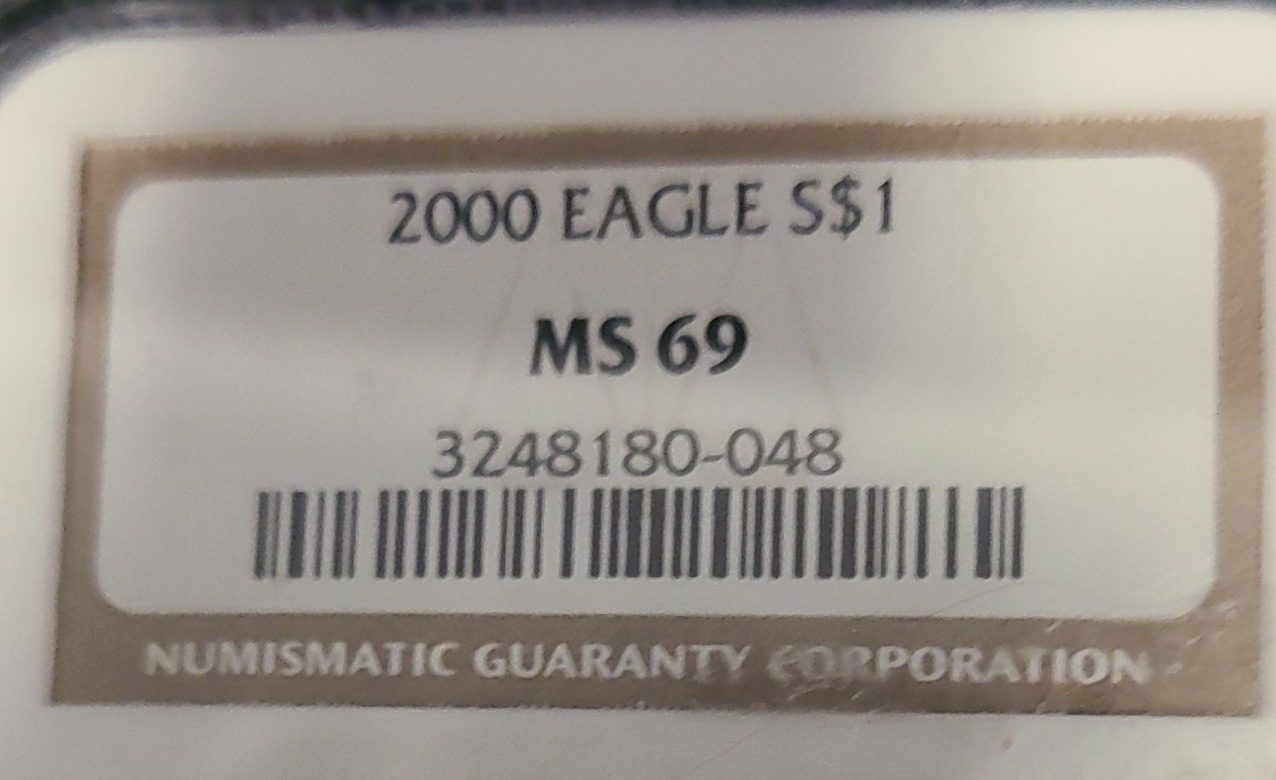 2000 EAGLE S$1
MS 69
3248180-048
NUMISMATIC GUARANTY CORPORATION